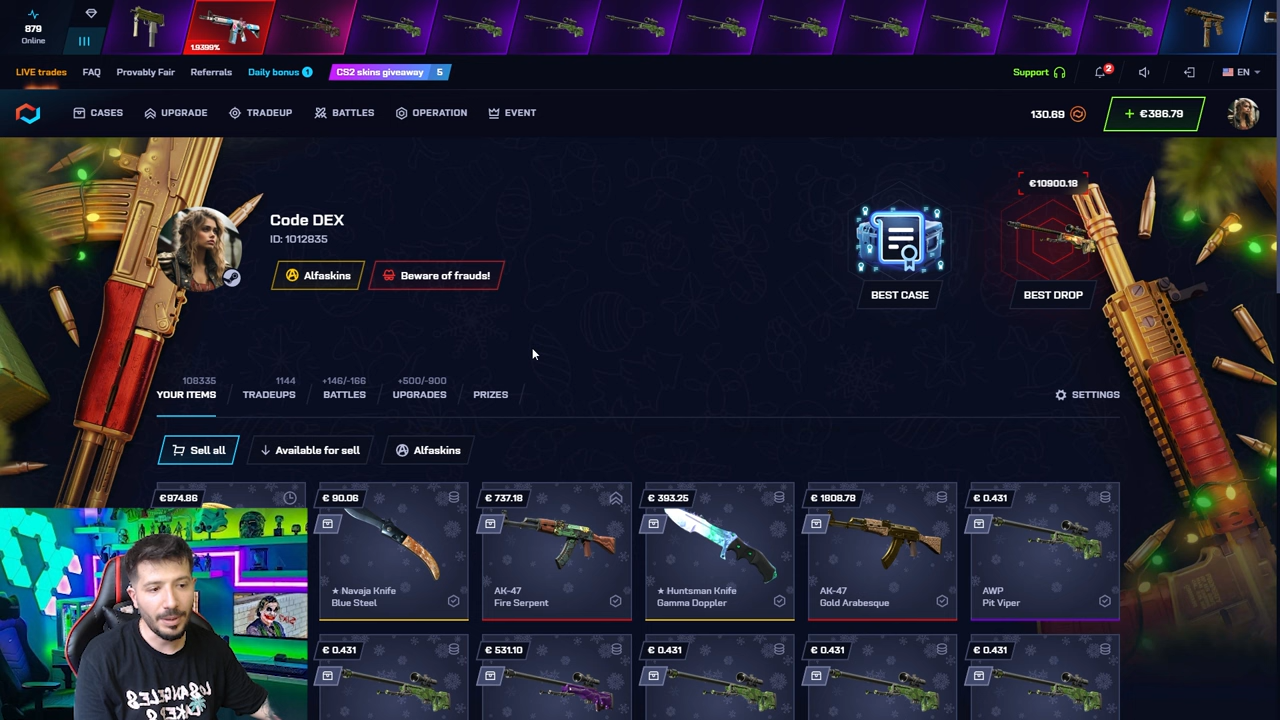 879
Online
1.9399%
LIVE trades
FAQ
Provably Fair
Referrals
Daily bonus 1
CS2 skins giveaway 5
Support
2
EN
CASES
UPGRADE
TRADEUP
BATTLES
OPERATION
EVENT
130.69
+ €386.79
Code DEX
ID: 1012835
Alfaskins
Beware of frauds!
BEST CASE
€10900.18
BEST DROP
108335
YOUR ITEMS
1144
TRADEUPS
+146/-166
BATTLES
+500/-900
UPGRADES
PRIZES
SETTINGS
Sell all
Available for sell
Alfaskins
€974.86
€ 90.06
★ Navaja Knife
Blue Steel
€ 737.18
AK-47
Fire Serpent
€ 393.25
★ Huntsman Knife
Gamma Doppler
€ 1808.78
AK-47
Gold Arabesque
€ 0.431
AWP
Pit Viper
€ 0.431
€ 531.10
€ 0.431
€ 0.431
€ 0.431